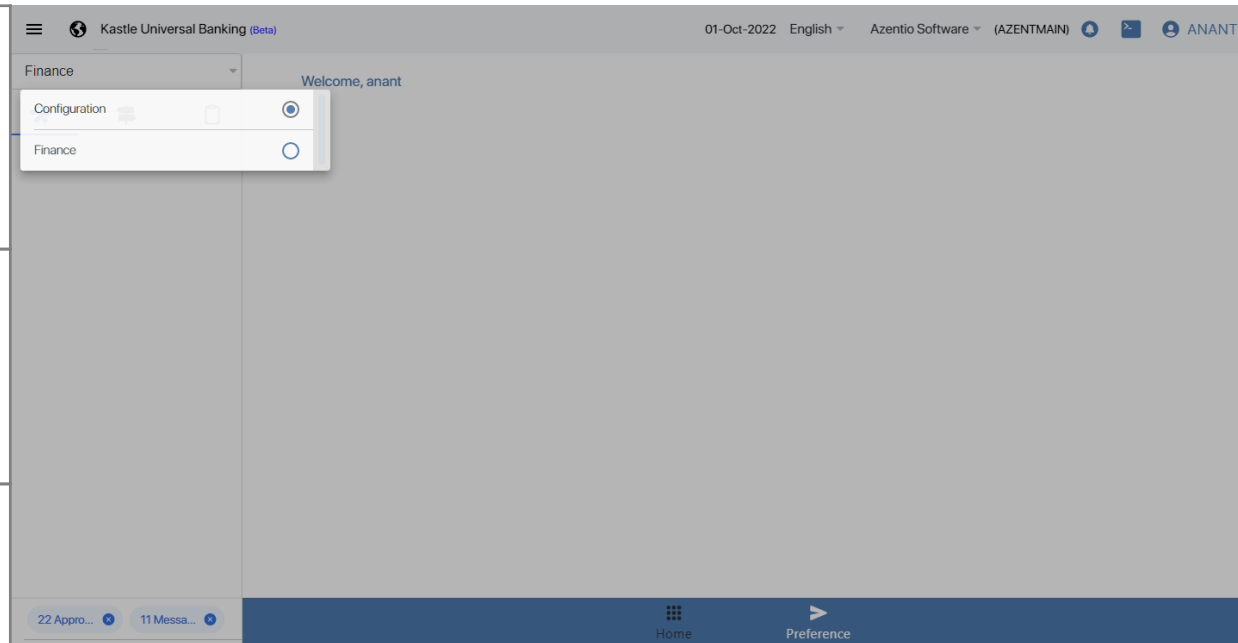 Kastle Universal Banking (Beta)
01-Oct-2022 English Azentio Software (AZENTMAIN) ANANT
Finance
Welcome, anant
Configuration
Finance
22 Appro... 11 Messa...
Home Preference